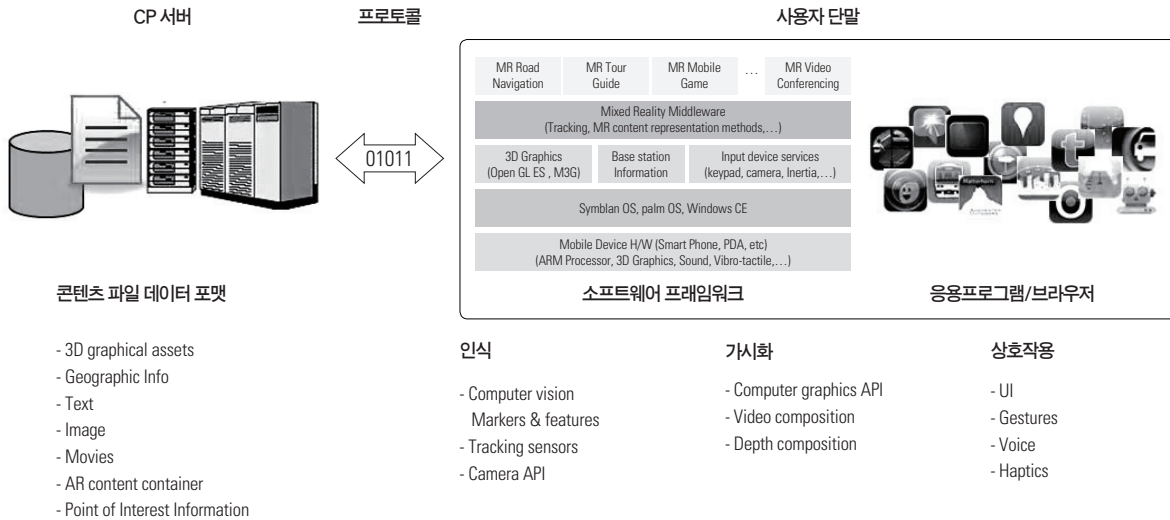 CP 서버
프로토콜
사용자 단말
MR Road
Navigation
MR Tour
Guide
MR Mobile
Game
...
MR Video
Conferencing
Mixed Reality Middleware
(Tracking, MR content representation methods,...)
01011
3D Graphics
(Open GL ES , M3G)
Base station
Information
Input device services
(keypad, camera, Inertia,...)
Symblan OS, palm OS, Windows CE
Mobile Device H/W (Smart Phone, PDA, etc)
(ARM Processor, 3D Graphics, Sound, Vibro-tactile,...)
콘텐츠 파일 데이터 포맷
소프트웨어 프래임워크
응용프로그램/브라우저
- 3D graphical assets
- Geographic Info
- Text
- Image
- Movies
- AR content container
- Point of Interest Information
인식
- Computer vision
Markers & features
- Tracking sensors
- Camera API
가시화
- Computer graphics API
- Video composition
- Depth composition
상호작용
- UI
- Gestures
- Voice
- Haptics